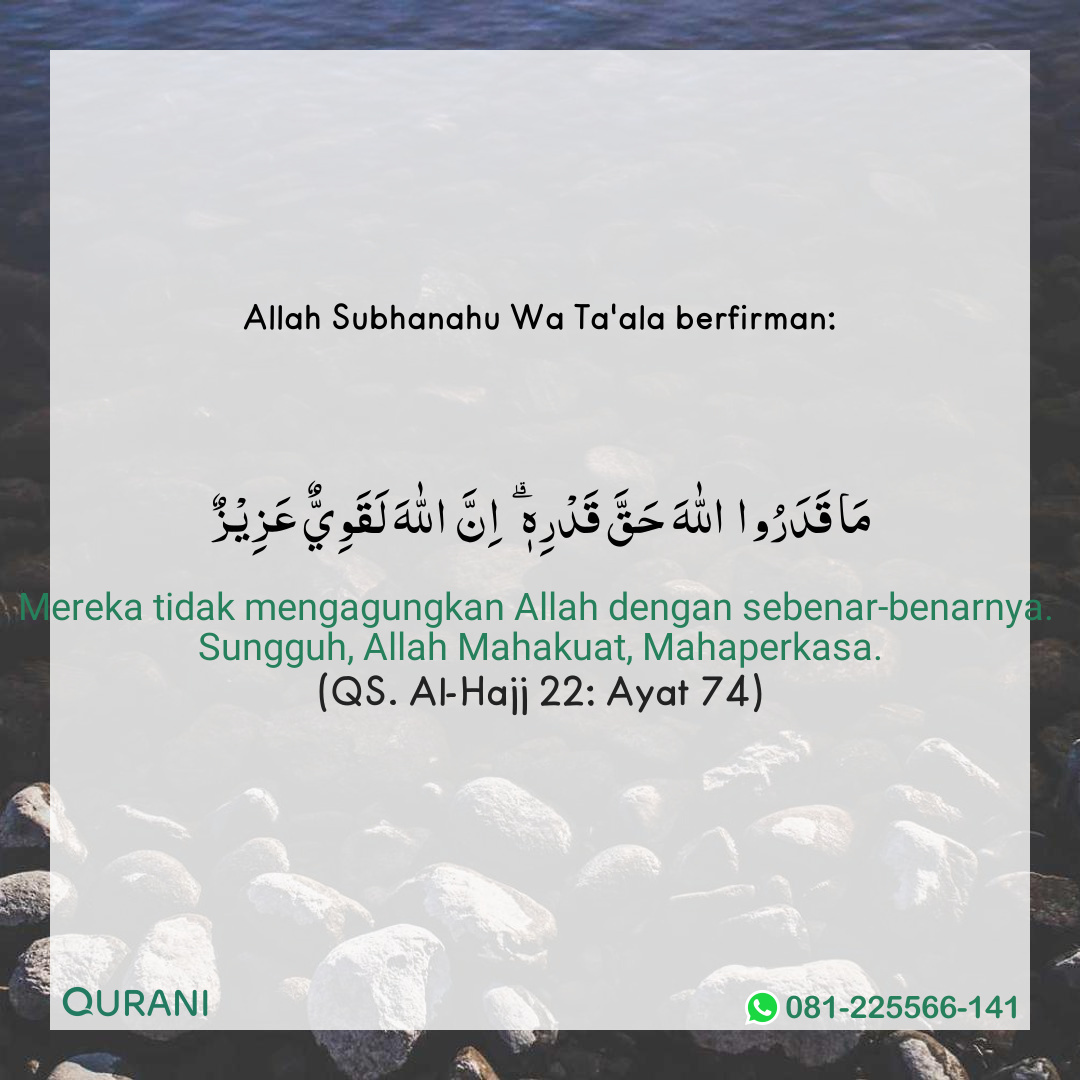 Allah Subhanahu Wa Ta'ala berfirman:
مَا قَدَرُوا اللّٰهَ حَقَّ قَدْرِهٖۗ اِنَّ اللّٰهَ لَقَوِيٌّ عَزِيْزٌ
Mereka tidak mengagungkan Allah dengan sebenar-benarnya.
Sungguh, Allah Mahakuat, Mahaperkasa.
(QS. Al-Hajj 22: Ayat 74)
QURANI
081-225566-141